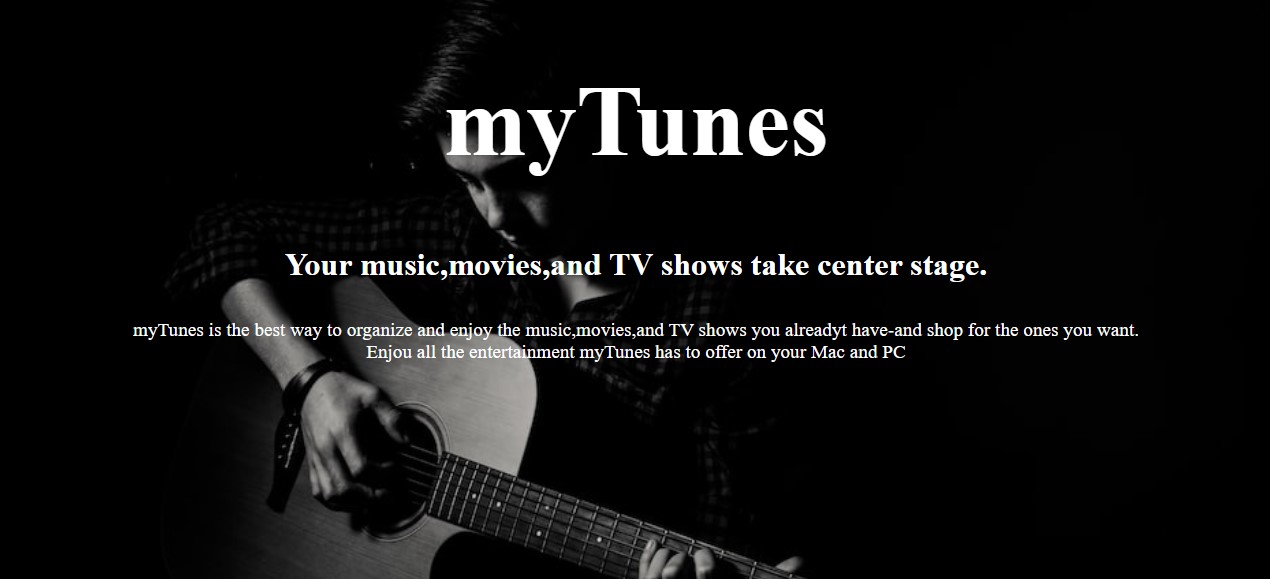 myTunes
Your music,movies,and TV shows take center stage.
myTunes is the best way to organize and enjoy the music,movies,and TV shows you alreadyt have-and shop for the ones you want.
Enjou all the entertainment myTunes has to offer on your Mac and PC